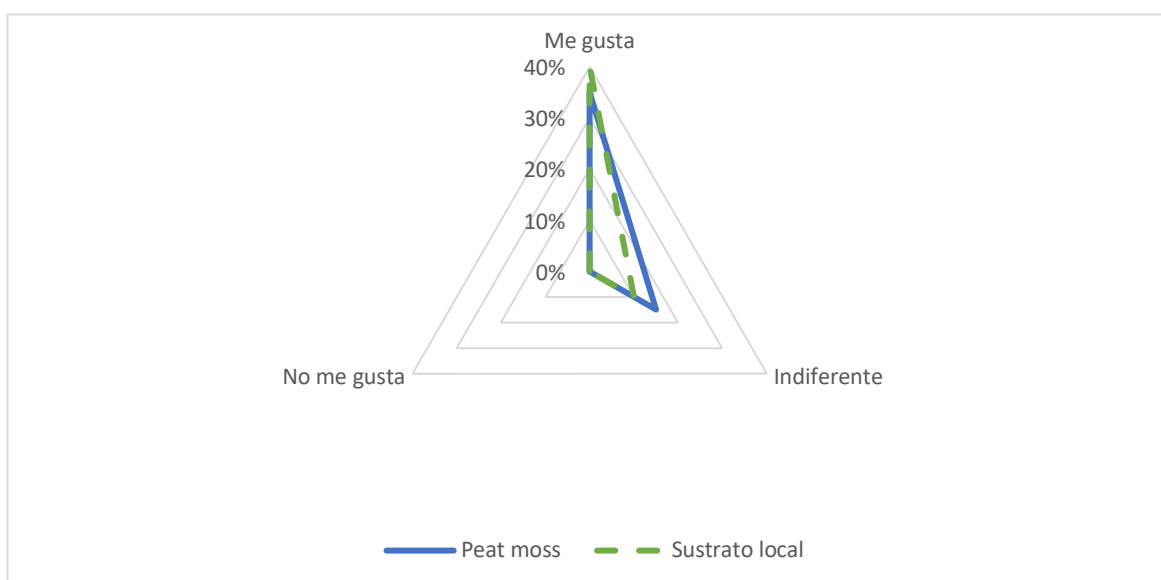 Me gusta
40%
30%
20%
10%
0%
No me gusta
Indiferente
Peat moss
Sustrato local